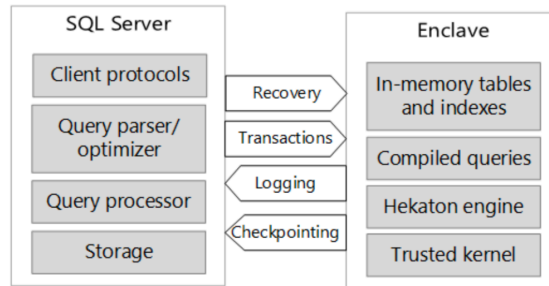 SQL Server
Client protocols
Query parser/
optimizer
Query processor
Storage
Recovery
Transactions
Logging
Checkpointing
Enclave
In-memory tables
and indexes
Compiled queries
Hekaton engine
Trusted kernel